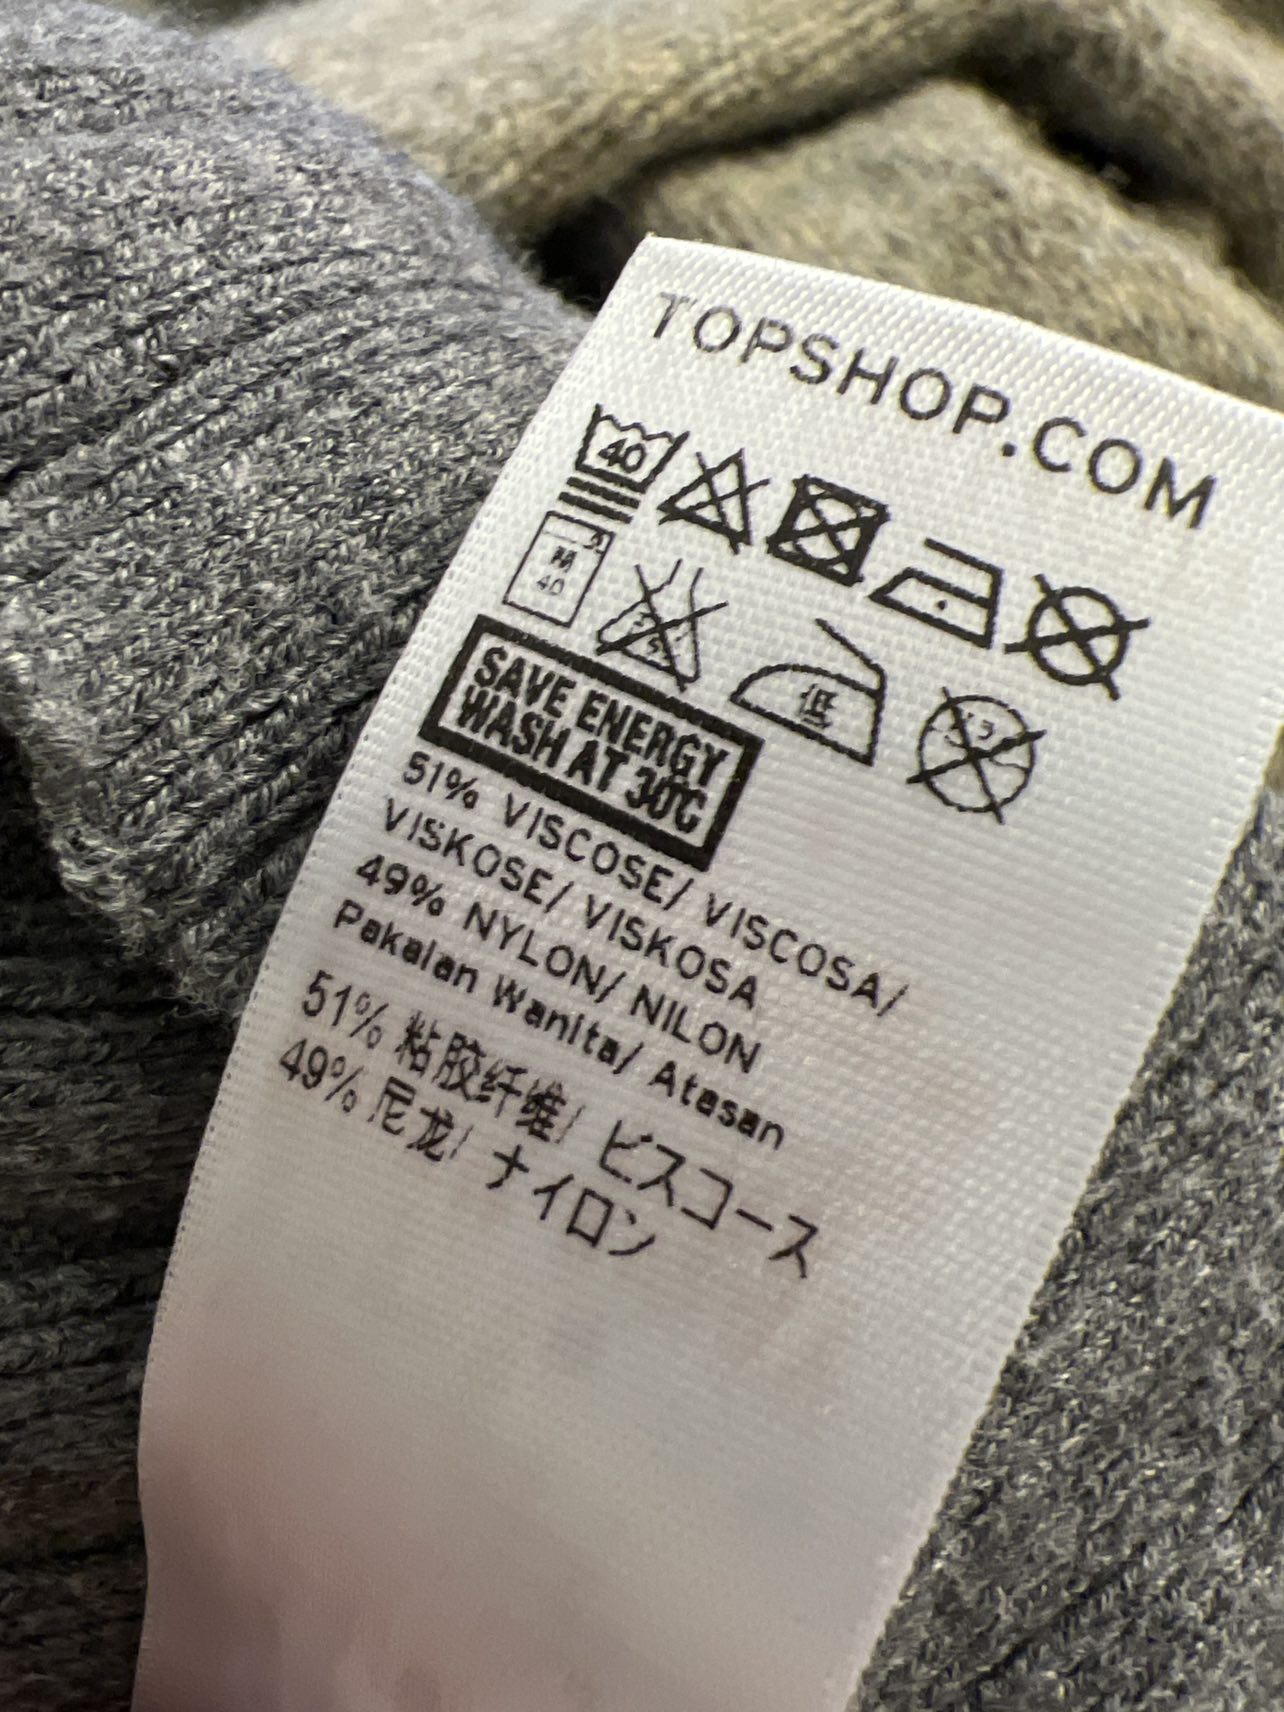 TOPSHOP.COM
40
40
SAVE ENERGY
WASH AT 30°C
低
51% VISCOSE/ VISCOSA/
VISKOSE/ VISKOSA
49% NYLON/ NILON
Pakaian Wanita/ Atasan
51% 粘胶纤维/ ビスコース
49% 尼龙/ ナイロン